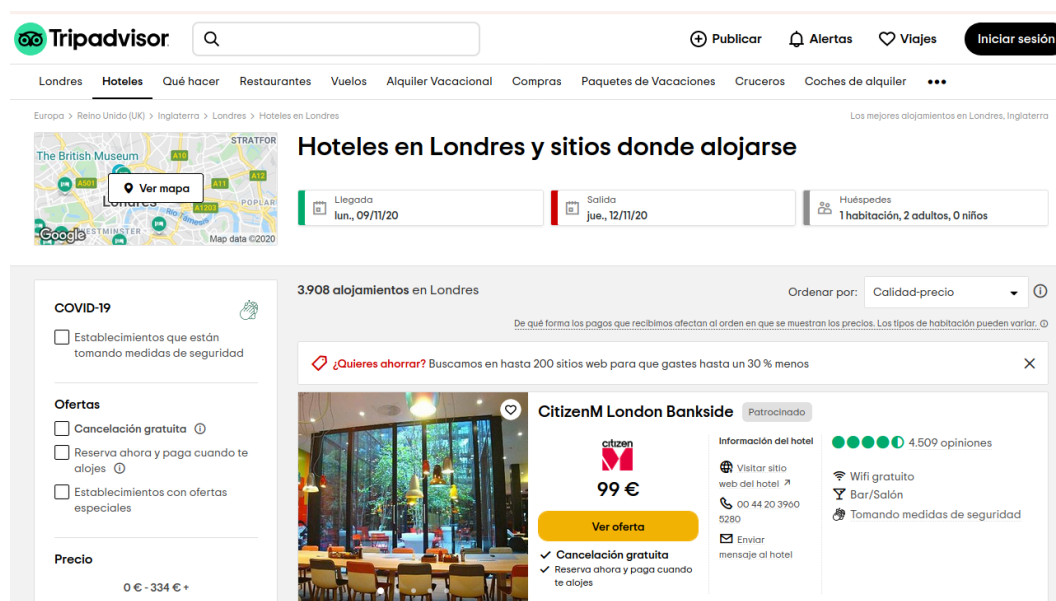 Tripadvisor
Publicar
Alertas
Viajes
Iniciar sesión
Londres Hoteles Qué hacer Restaurantes Vuelos Alquiler Vacacional Compras Paquetes de Vacaciones Cruceros Coches de alquiler •••
Europa > Reino Unido (UK) > Inglaterra > Londres > Hoteles en Londres
Los mejores alojamientos en Londres, Inglaterra
STRATFOR
The British Museum
A10
A501
A11
A12
Ver mapa
Londres
A1203
POPLAR
Río Támesis
WESTMINSTER
Google
Map data ©2020
Hoteles en Londres y sitios donde alojarse
Llegada
lun., 09/11/20
Salida
jue., 12/11/20
Huéspedes
1 habitación, 2 adultos, 0 niños
COVID-19
Establecimientos que están
tomando medidas de seguridad
Ofertas
Cancelación gratuita
Reserva ahora y paga cuando te
alojes
Establecimientos con ofertas
especiales
Precio
0 € - 334 € +
3.908 alojamientos en Londres
Ordenar por: Calidad-precio
De qué forma los pagos que recibimos afectan al orden en que se muestran los precios. Los tipos de habitación pueden variar.
¿Quieres ahorrar? Buscamos en hasta 200 sitios web para que gastes hasta un 30 % menos
CitizenM London Bankside
Patrocinado
citizen
M
99 €
Ver oferta
Cancelación gratuita
Reserva ahora y paga cuando
te alojes
Información del hotel
Visitar sitio
web del hotel
00 44 20 3960
5280
Enviar
mensaje al hotel
4.509 opiniones
Wifi gratuito
Bar/Salón
Tomando medidas de seguridad